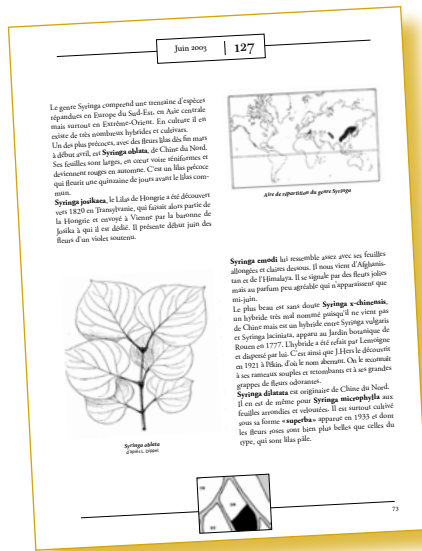 Juin 2003 | 127
Le genre Syringa comprend une trentaine d'espèces
répandues en Europe du Sud-Est, en Asie centrale
mais surtout en Extrême-Orient. En culture il en
existe de très nombreux hybrides et cultivars.
Un des plus précoces, avec des fleurs lilas dès fin mars
à début avril, est Syringa oblata, de Chine du Nord.
Ses feuilles sont larges, en cœur voire réniformes et
deviennent rouges en automne. C'est un lilas précoce
qui fleurit une quinzaine de jours avant le lilas com-
mun.
Syringa josikaea, le Lilas de Hongrie a été découvert
vers 1820 en Transylvanie, qui faisait alors partie de
la Hongrie et envoyé à Vienne par la baronne de
Josika à qui il est dédié. Il présente début juin des
fleurs d'un violet soutenu.
Aire de répartition du genre Syringa
Syringa emodi lui ressemble assez avec ses feuilles
allongées et claires dessous. Il nous vient d'Afghanis-
tan et de l'Himalaya. Il se signale par des fleurs jolies
mais au parfum peu agréable qui n'apparaissent que
mi-juin.
Le plus beau est sans doute Syringa x-chinensis,
un hybride très mal nommé puisqu'il ne vient pas
de Chine mais est un hybride entre Syringa vulgaris
et Syringa laciniata, apparu au Jardin botanique de
Rouen en 1777. L'hybride a été refait par Lemoigne
et dispensé par lui. C'est ainsi que J.Hers le découvrit
en 1921 à Pékin, d'où le nom aberrant. On le reconnaît
à ses rameaux souples et retombants et à ses grandes
grappes de fleurs odorantes.
Syringa dilatata est originaire de Chine du Nord.
Il en est de même pour Syringa microphylla aux
feuilles arrondies et veloutées. Il est surtout cultivé
sous sa forme «superba» apparue en 1933 et dont
les fleurs roses sont bien plus belles que celles du
type, qui sont lilas pâle.
Syringa oblata
d'après L. Dippel
73